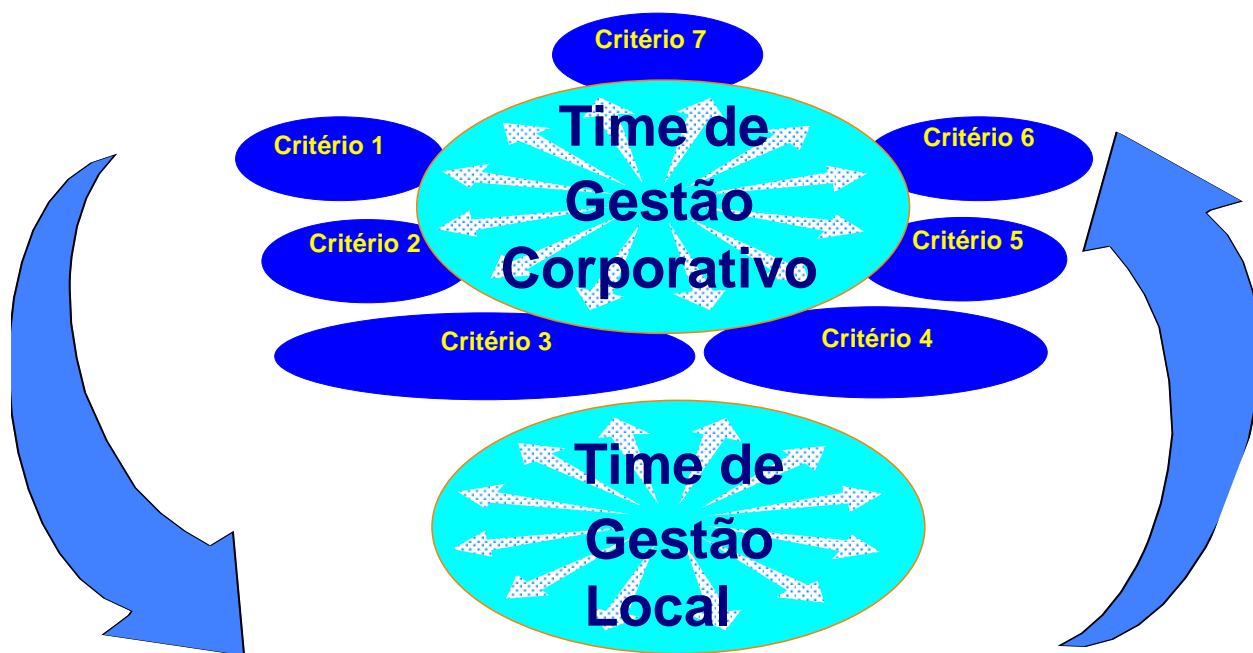 Critério 7
Critério 1
Time de
Critério 6
Gestão
Critério 2
Critério 5
Corporativo
Critério 3
Critério 4
Time de
Gestão
Local